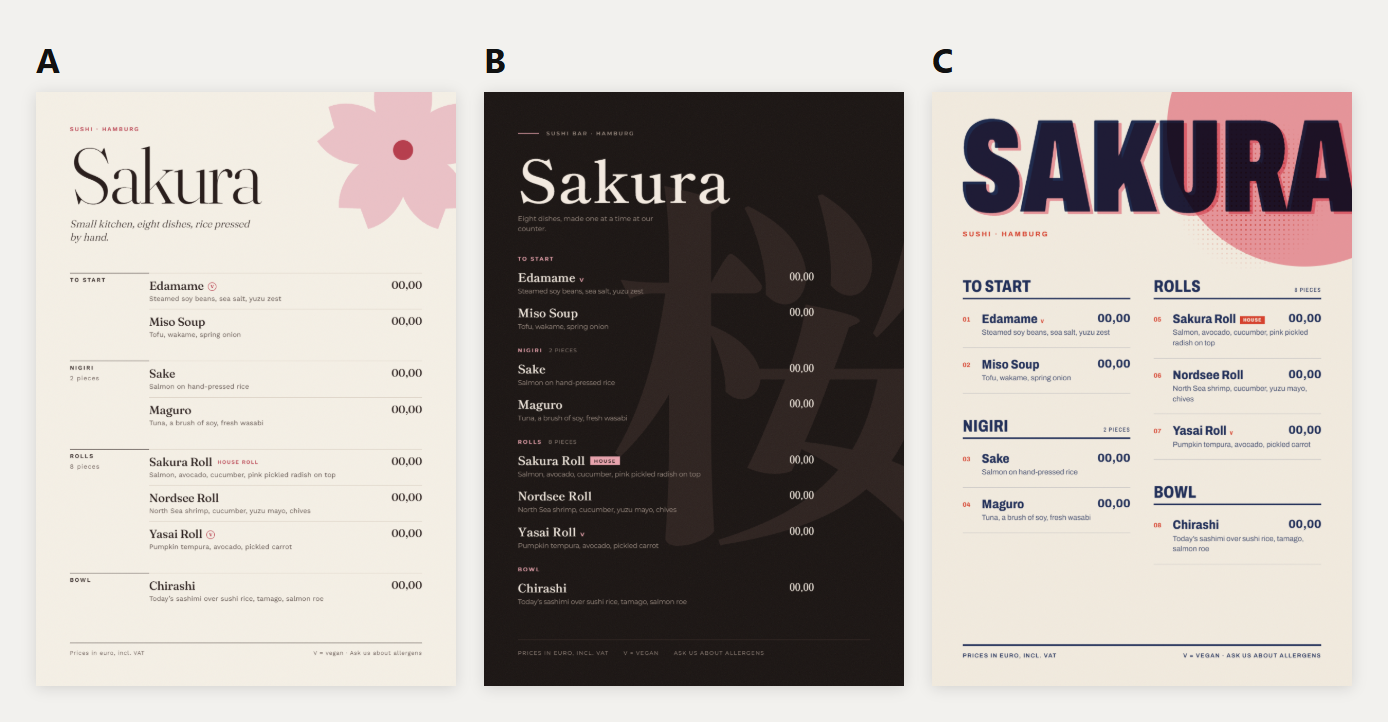 A
SUSHI · HAMBURG
Sakura
Small kitchen, eight dishes, rice pressed
by hand.
TO START
Edamame V 00,00
Steamed soy beans, sea salt, yuzu zest
Miso Soup 00,00
Tofu, wakame, spring onion
NIGIRI
2 pieces
Sake 00,00
Salmon on hand-pressed rice
Maguro 00,00
Tuna, a brush of soy, fresh wasabi
ROLLS
8 pieces
Sakura Roll HOUSE ROLL 00,00
Salmon, avocado, cucumber, pink pickled radish on top
Nordsee Roll 00,00
North Sea shrimp, cucumber, yuzu mayo, chives
Yasai Roll V 00,00
Pumpkin tempura, avocado, pickled carrot
BOWL
Chirashi 00,00
Today's sashimi over sushi rice, tamago, salmon roe
Prices in euro, incl. VAT
V = vegan · Ask us about allergens
B
SUSHI BAR · HAMBURG
Sakura
Eight dishes, made one at a time at our
counter.
桜
TO START
Edamame V 00,00
Steamed soy beans, sea salt, yuzu zest
Miso Soup 00,00
Tofu, wakame, spring onion
NIGIRI 2 PIECES
Sake 00,00
Salmon on hand-pressed rice
Maguro 00,00
Tuna, a brush of soy, fresh wasabi
ROLLS 8 PIECES
Sakura Roll HOUSE 00,00
Salmon, avocado, cucumber, pink pickled radish on top
Nordsee Roll 00,00
North Sea shrimp, cucumber, yuzu mayo, chives
Yasai Roll V 00,00
Pumpkin tempura, avocado, pickled carrot
BOWL
Chirashi 00,00
Today's sashimi over sushi rice, tamago, salmon roe
PRICES IN EURO, INCL. VAT V = VEGAN ASK US ABOUT ALLERGENS
C
SAKURA
SUSHI · HAMBURG
TO START
01 Edamame V 00,00
Steamed soy beans, sea salt, yuzu zest
02 Miso Soup 00,00
Tofu, wakame, spring onion
NIGIRI 2 PIECES
03 Sake 00,00
Salmon on hand-pressed rice
04 Maguro 00,00
Tuna, a brush of soy, fresh wasabi
ROLLS 8 PIECES
05 Sakura Roll HOUSE 00,00
Salmon, avocado, cucumber, pink pickled
radish on top
06 Nordsee Roll 00,00
North Sea shrimp, cucumber, yuzu mayo,
chives
07 Yasai Roll V 00,00
Pumpkin tempura, avocado, pickled carrot
BOWL
08 Chirashi 00,00
Today's sashimi over sushi rice, tamago,
salmon roe
PRICES IN EURO, INCL. VAT
V = VEGAN · ASK US ABOUT ALLERGENS